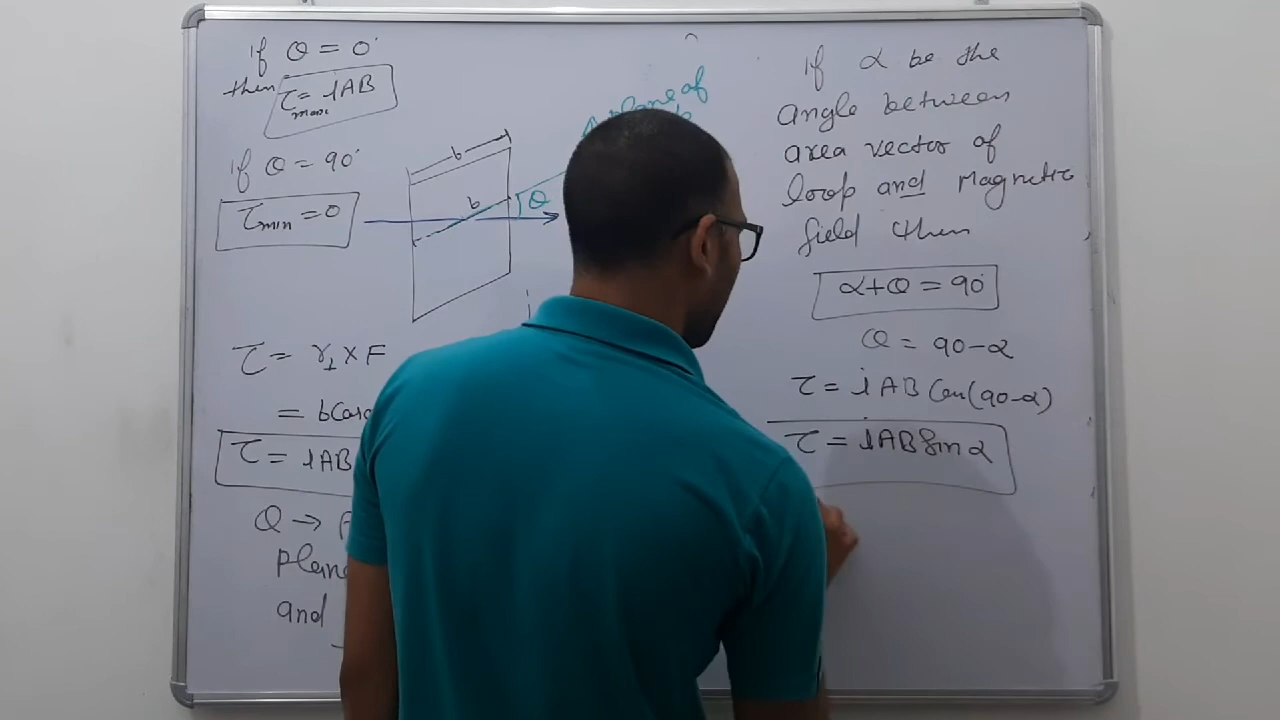 if θ = 0°
then τmax = iAB
if θ = 90°
τmin = 0
b
b
θ
plane of
τ = r⊥ × F
= b
τ = iAB
θ →
Plane
and
if α be the
angle between
area vector of
loop and Magnetic
field then
α+θ = 90°
θ = 90-α
τ = iAB Cos(90-α)
τ = iAB Sin α